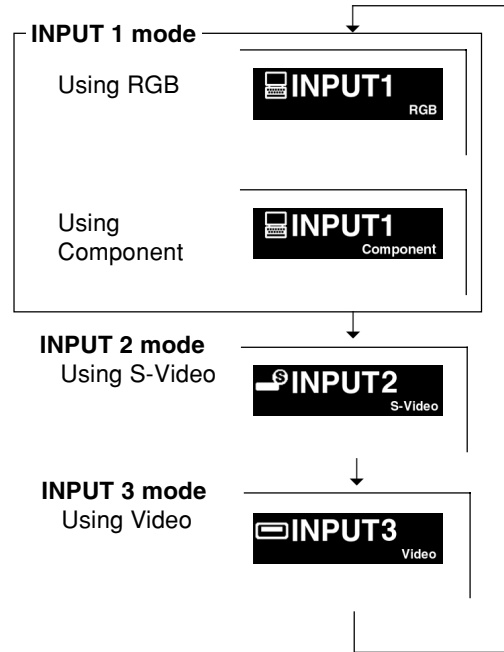 INPUT 1 mode
Using RGB
INPUT1
RGB
Using
Component
INPUT1
Component
INPUT 2 mode
Using S-Video
S INPUT2
S-Video
INPUT 3 mode
Using Video
INPUT3
Video